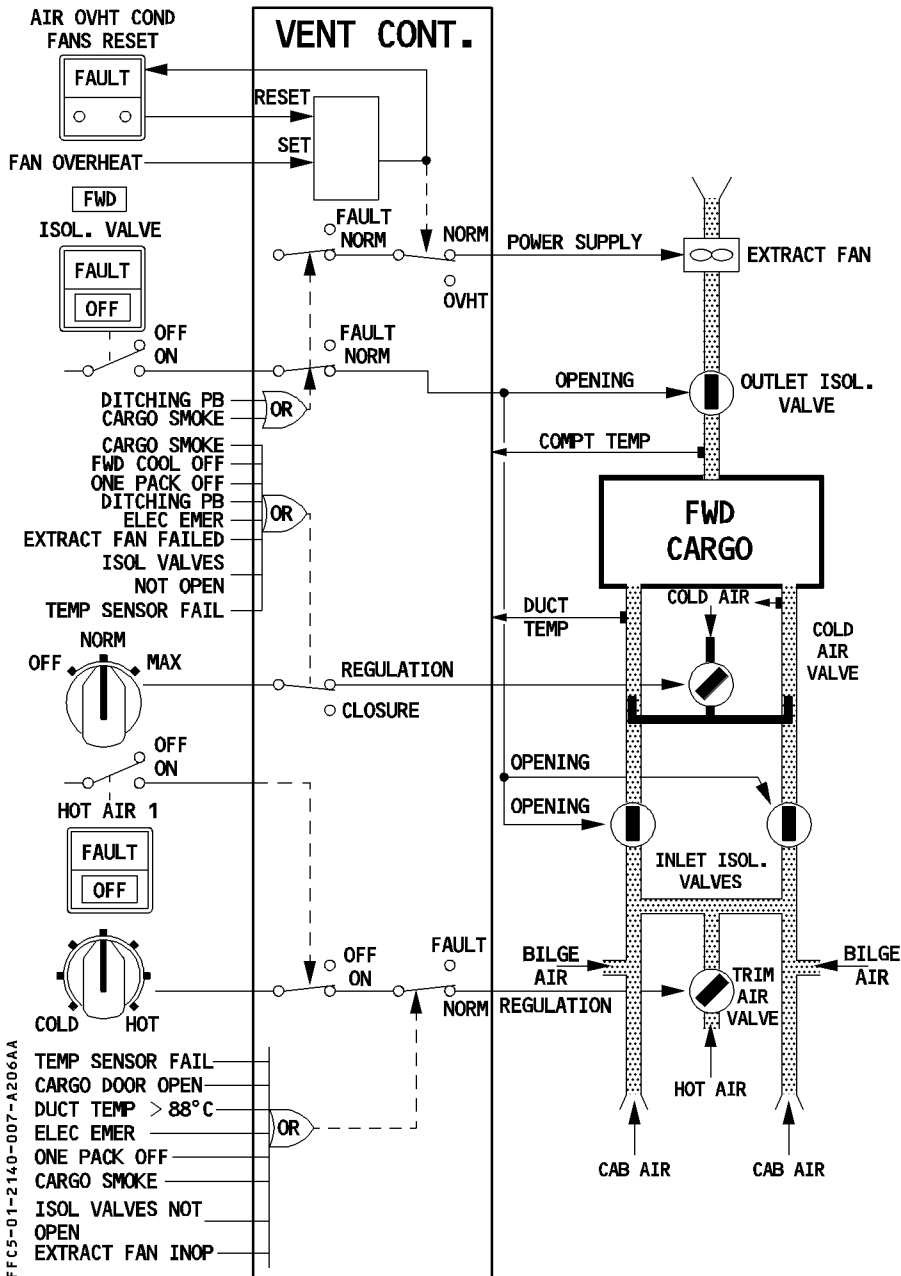 AIR OVHT COND
FANS RESET
VENT CONT.
FAULT
RESET
SET
FAN OVERHEAT
FWD
ISOL. VALVE
FAULT
NORM
NORM
POWER SUPPLY
EXTRACT FAN
FAULT
OFF
OVHT
OFF
ON
FAULT
NORM
OPENING
OUTLET ISOL.
VALVE
DITCHING PB
CARGO SMOKE
OR
COMPT TEMP
CARGO SMOKE
FWD COOL OFF
ONE PACK OFF
DITCHING PB
ELEC EMER
EXTRACT FAN FAILED
ISOL VALVES
NOT OPEN
TEMP SENSOR FAIL
OR
FWD
CARGO
COLD AIR
DUCT
TEMP
COLD
AIR
VALVE
NORM
OFF
MAX
REGULATION
CLOSURE
OFF
ON
HOT AIR 1
OPENING
OPENING
FAULT
OFF
INLET ISOL.
VALVES
OFF
ON
FAULT
NORM
BILGE
AIR
BILGE
AIR
REGULATION
TRIM
AIR
VALVE
COLD
HOT
HOT AIR
TEMP SENSOR FAIL
CARGO DOOR OPEN
DUCT TEMP > 88°C
ELEC EMER
ONE PACK OFF
CARGO SMOKE
ISOL VALVES NOT
OPEN
EXTRACT FAN INOP
OR
CAB AIR
CAB AIR
FFC5-01-2140-007-A206AA